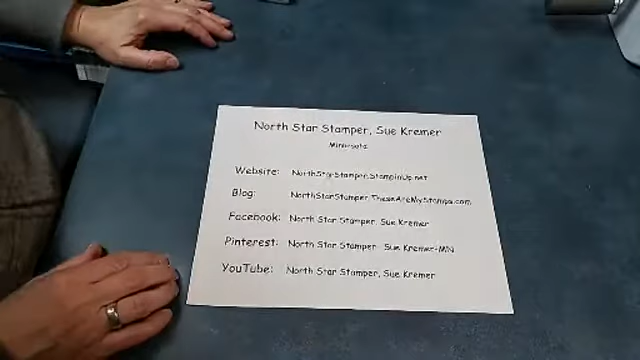 North Star Stamper, Sue Kremer
Minnesota
Website: NorthStarStamper.StampinUp.net
Blog: NorthStarStamper.TheseAreMyStamps.com
Facebook: North Star Stamper, Sue Kremer
Pinterest: North Star Stamper- Sue Kremer-MN
YouTube: North Star Stamper, Sue Kremer